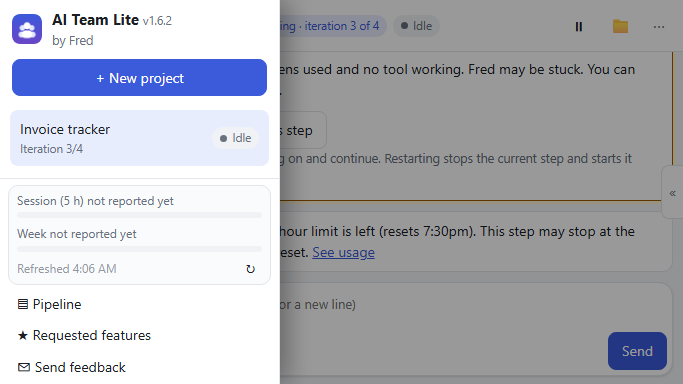 AI Team Lite v1.6.2
by Fred
+ New project
Invoice tracker
Iteration 3/4
Idle
Session (5 h) not reported yet
Week not reported yet
Refreshed 4:06 AM
Pipeline
Requested features
Send feedback
iteration 3 of 4
Idle
used and no tool working. Fred may be stuck. You can
step
on and continue. Restarting stops the current step and starts it
hour limit is left (resets 7:30pm). This step may stop at the
reset. See usage
for a new line)
Send